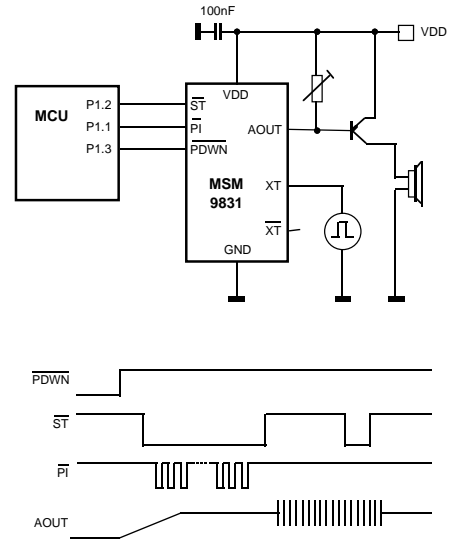 100nF
VDD
MCU
P1.2
P1.1
P1.3
ST
PI
PDWN
VDD
AOUT
MSM
9831
XT
XT
GND
PDWN
ST
PI
AOUT